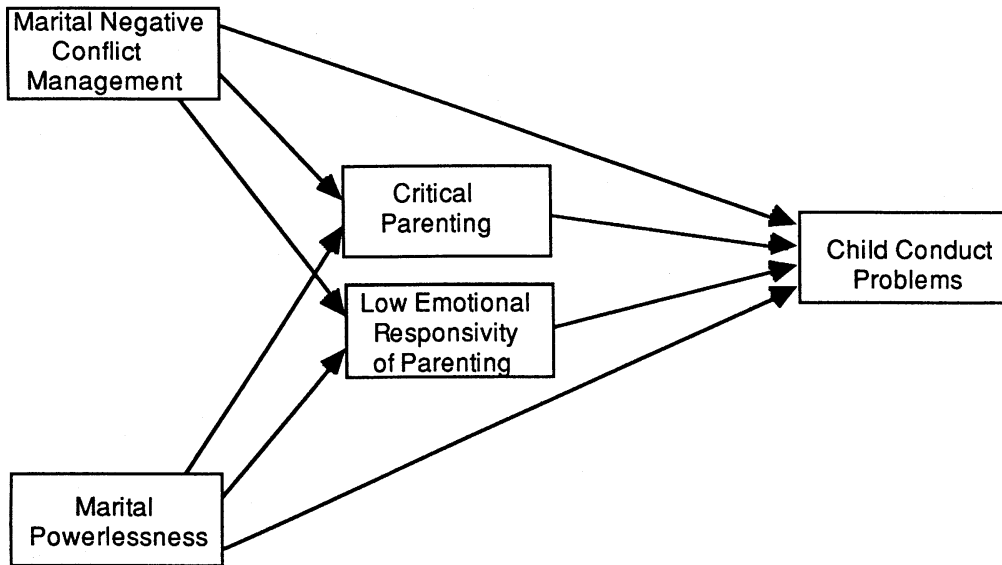 Marital Negative
Conflict
Management
Critical
Parenting
Child Conduct
Problems
Low Emotional
Responsivity
of Parenting
Marital
Powerlessness